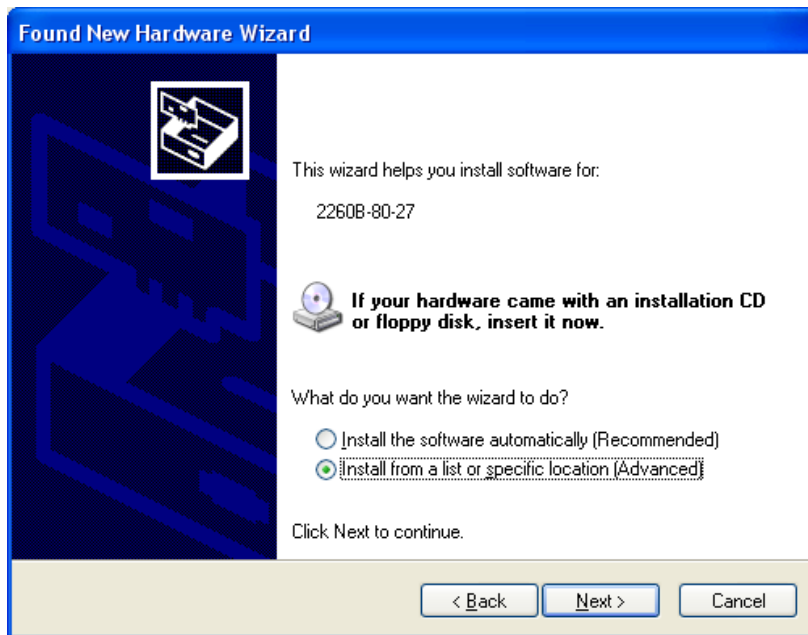 Found New Hardware Wizard
This wizard helps you install software for:
2260B-80-27
If your hardware came with an installation CD
or floppy disk, insert it now.
What do you want the wizard to do?
Install the software automatically (Recommended)
Install from a list or specific location (Advanced)
Click Next to continue.
< Back Next > Cancel